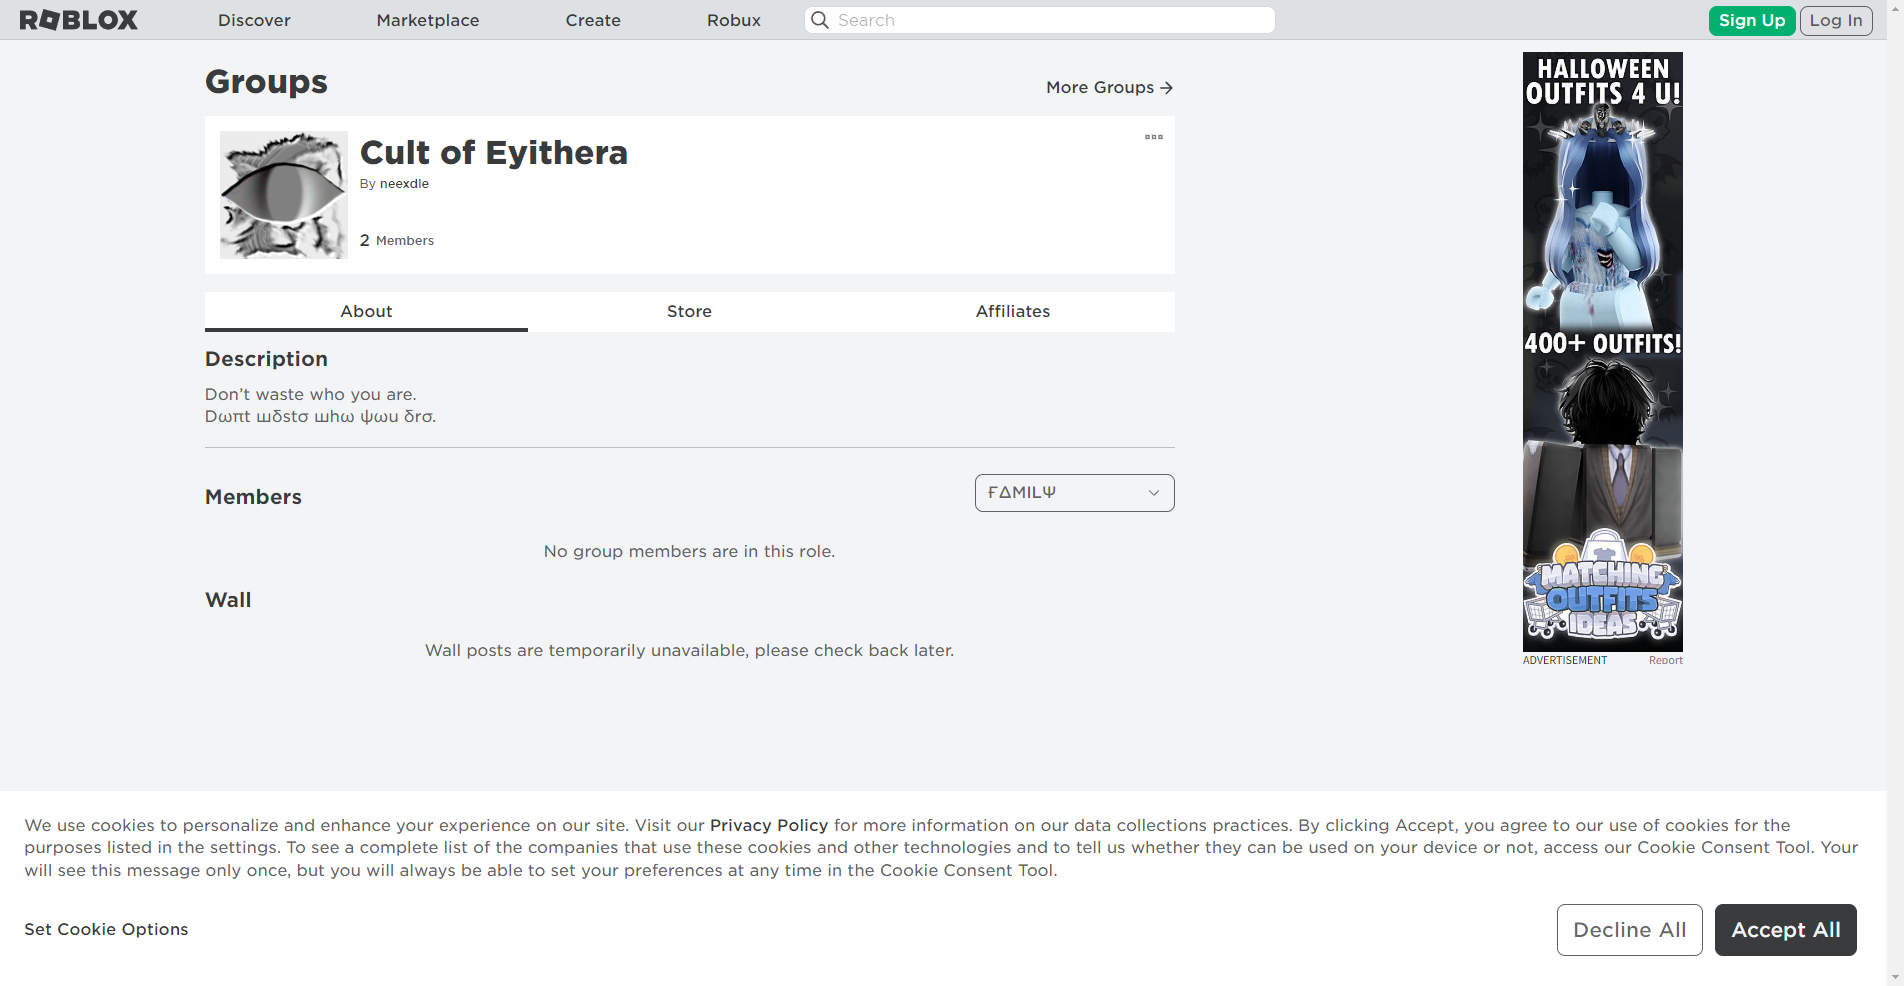 ROBLOX
Discover
Marketplace
Create
Robux
Search
Sign Up
Log In
Groups
More Groups →
Cult of Eyithera
By neexdle
2 Members
About
Store
Affiliates
Description
Don’t waste who you are.
Dωπt шδstσ шhω ψωu δrσ.
Members
ҒΔMILΨ
No group members are in this role.
Wall
Wall posts are temporarily unavailable, please check back later.
HALLOWEEN
OUTFITS 4 U!
400+ OUTFITS!
MATCHING
OUTFITS
IDEAS
ADVERTISEMENT
Report
We use cookies to personalize and enhance your experience on our site. Visit our Privacy Policy for more information on our data collections practices. By clicking Accept, you agree to our use of cookies for the
purposes listed in the settings. To see a complete list of the companies that use these cookies and other technologies and to tell us whether they can be used on your device or not, access our Cookie Consent Tool. Your
will see this message only once, but you will always be able to set your preferences at any time in the Cookie Consent Tool.
Set Cookie Options
Decline All
Accept All